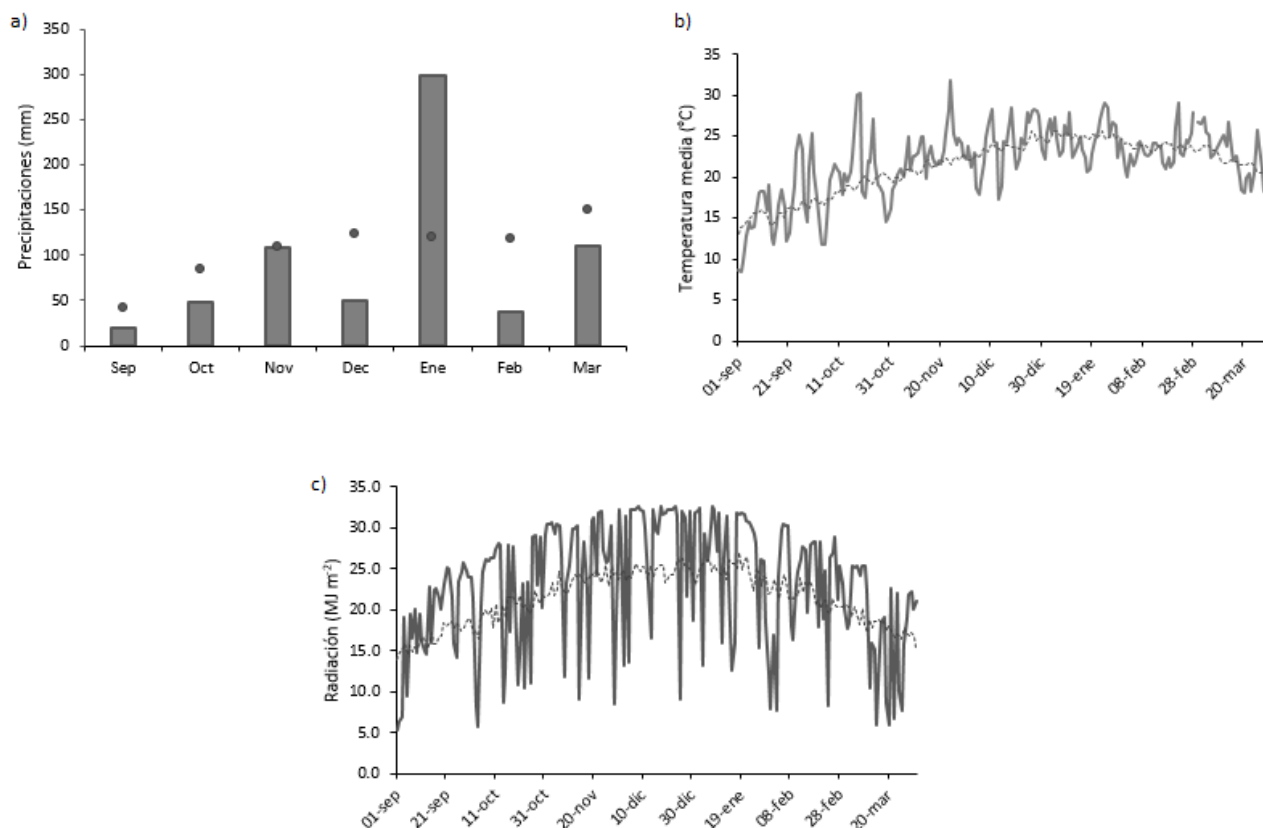 a)
Precipitaciones (mm)
350
300
250
200
150
100
50
0
Sep Oct Nov Dec Ene Feb Mar
b)
Temperatura media (°C)
35
30
25
20
15
10
5
0
01-sep 21-sep 11-oct 31-oct 20-nov 10-dic 30-dic 19-ene 08-feb 28-feb 20-mar
c)
Radiación (MJ m⁻²)
35.0
30.0
25.0
20.0
15.0
10.0
5.0
0.0
01-sep 21-sep 11-oct 31-oct 20-nov 10-dic 30-dic 19-ene 08-feb 28-feb 20-mar